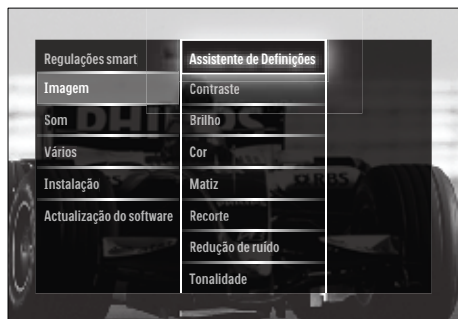 Regulações smart
Imagem
Som
Vários
Instalação
Actualização do software
Assistente de Definições
Contraste
Brilho
Cor
Matiz
Recorte
Redução de ruído
Tonalidade
PHILIPS